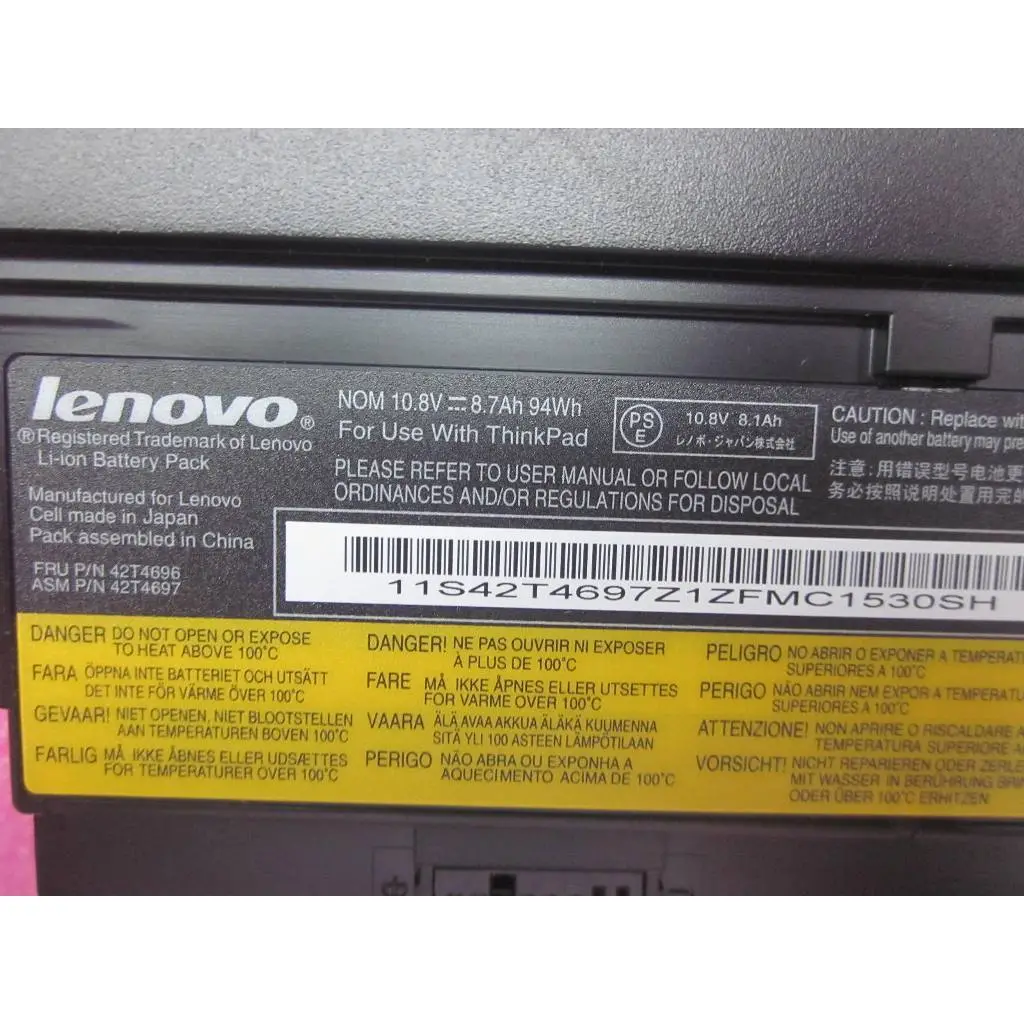 lenovo®
®Registered Trademark of Lenovo
Li-ion Battery Pack
Manufactured for Lenovo
Cell made in Japan
Pack assembled in China
FRU P/N 42T4696
ASM P/N 42T4697
NOM 10.8V ⎓ 8.7Ah 94Wh
For Use With ThinkPad
PS
E
10.8V 8.1Ah
レノボ・ジャパン株式会社
PLEASE REFER TO USER MANUAL OR FOLLOW LOCAL
ORDINANCES AND/OR REGULATIONS FOR DISPOSAL
CAUTION : Replace
Use of another battery may
注意:用错误型号电池更
务必按照说明处置用完的
11S42T4697Z1ZFMC1530SH
DANGER DO NOT OPEN OR EXPOSE
TO HEAT ABOVE 100°C
FARA ÖPPNA INTE BATTERIET OCH UTSÄTT
DET INTE FÖR VÄRME ÖVER 100°C
GEVAAR! NIET OPENEN, NIET BLOOTSTELLEN
AAN TEMPERATUREN BOVEN 100°C
FARLIG MÅ IKKE ÅBNES ELLER UDSÆTTES
FOR TEMPERATURER OVER 100°C
DANGER! NE PAS OUVRIR NI EXPOSER
À PLUS DE 100°C
FARE MÅ IKKE ÅPNES ELLER UTSETTES
FOR VARME OVER 100°C
VAARA ÄLÄ AVAA AKKUA ÄLÄKÄ KUUMENNA
SITÄ YLI 100 ASTEEN LÄMPÖTILAAN
PERIGO NÃO ABRA OU EXPONHA A
AQUECIMENTO ACIMA DE 100°C
PELIGRO NO ABRIR O EXPONER A
SUPERIORES A 100°C
PERIGO NÃO ABRIR NEM EXPOR A
SUPERIORES A 100°C
ATTENZIONE! NON APRIRE O RISCALDARE A
TEMPERATURA SUPERIORE A
VORSICHT! NICHT REPARIEREN ODER
MIT WASSER IN BERÜHRUNG
ODER ÜBER 100°C ERHITZEN